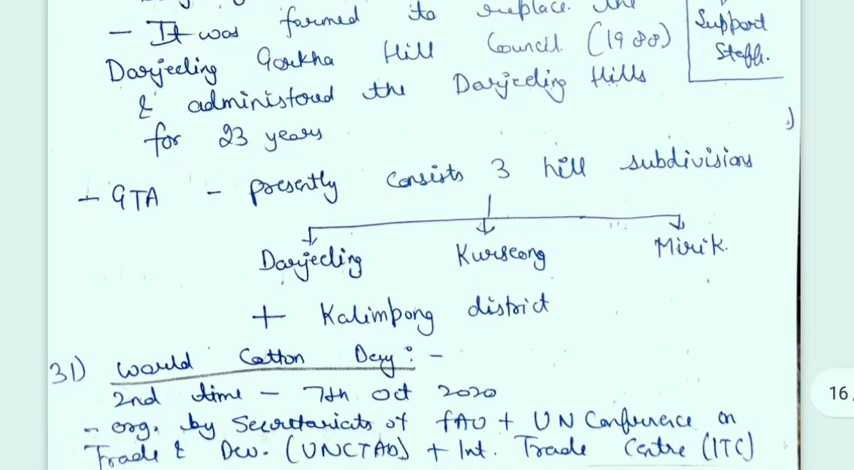 - It was formed to replace the
Darjeeling Gorkha Hill Council (1988)
& administered the Darjeeling Hills
for 23 years
Support
Staff.
- GTA - presently consists 3 hill subdivisions
Darjeeling Kurseong Mirik.
+ Kalimpong district
31) World Cotton Day : -
2nd time - 7th Oct 2020
- org. by Secretariats of FAO + UN Conference on
Trade & Dev. (UNCTAD) + Int. Trade Centre (ITC)
16